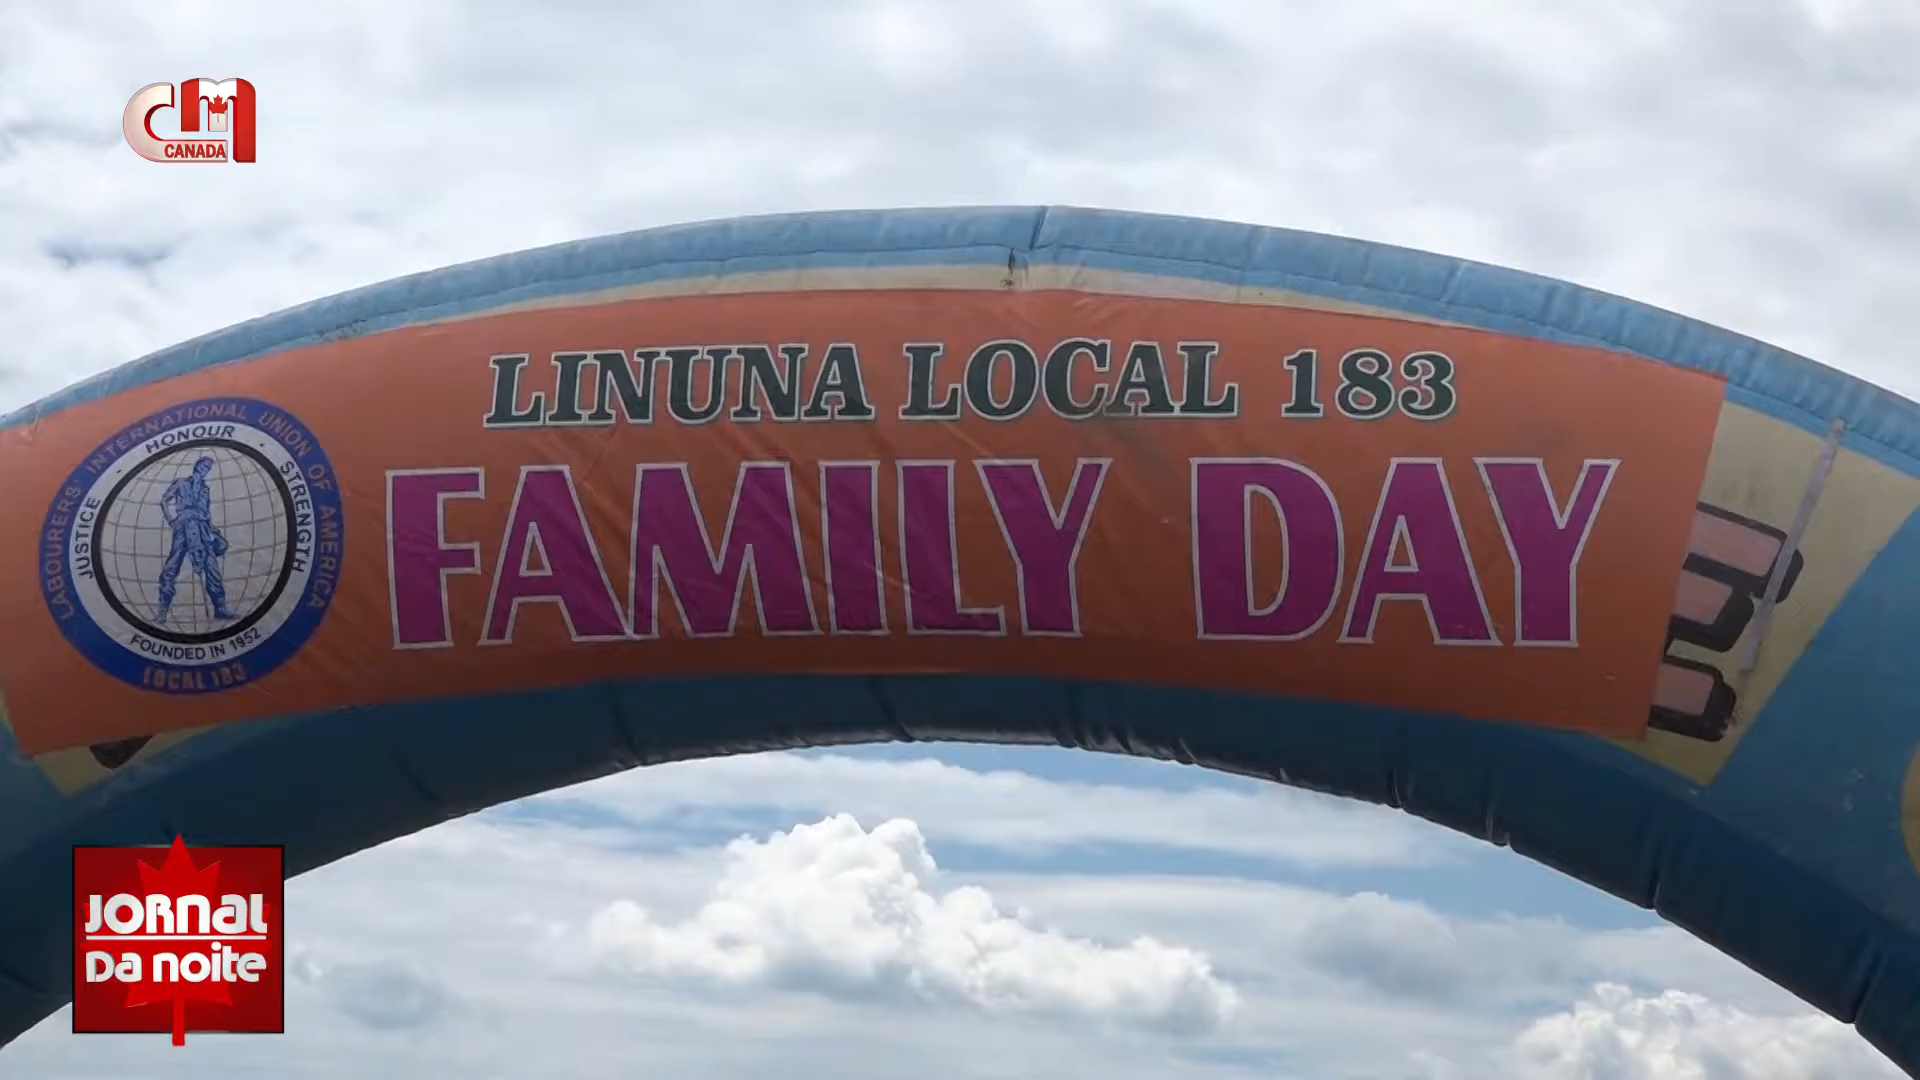 CM
CANADA
LINUNA LOCAL 183
FAMILY DAY
LABOURERS' INTERNATIONAL UNION OF AMERICA
JUSTICE - HONOUR - STRENGTH
FOUNDED IN 1952
LOCAL 183
JORNAL
DA NOITE